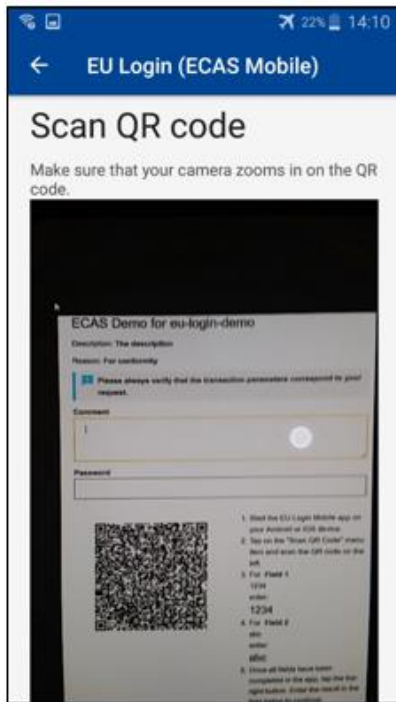 22% 14:10
EU Login (ECAS Mobile)
Scan QR code
Make sure that your camera zooms in on the QR
code.
ECAS Demo for eu-login-demo
Description: The description
Reason: For conformity
Please always verify that the transaction parameters correspond to your
request.
Comment
Password
1. Start the EU Login Mobile app on
your Android or iOS device.
2. Tap on the "Scan QR Code" menu
item and scan the QR code on the
left.
3. For Field 1
1234
enter:
1234
4. For Field 2
abc
enter:
abc
5. Once all fields have been
completed in the app, tap the
right button. Enter the result in the